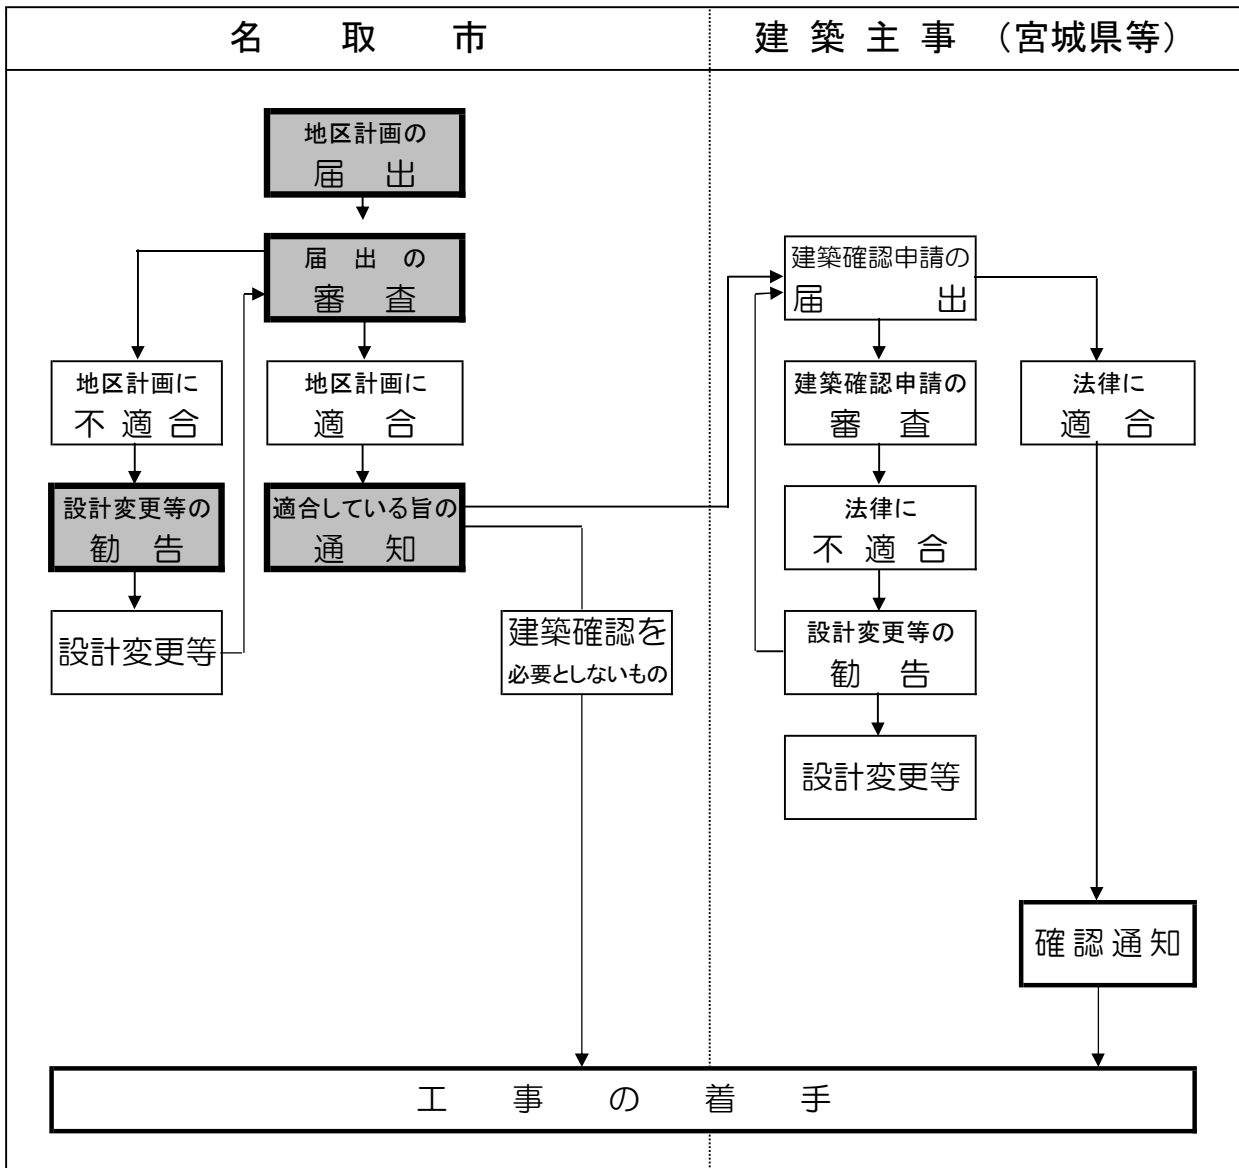 名取市
建築主事（宮城県等）
地区計画の
届出
届出の
審査
地区計画に
不適合
地区計画に
適合
設計変更等の
勧告
適合している旨の
通知
設計変更等
建築確認を
必要としないもの
建築確認申請の
届出
建築確認申請の
審査
法律に
適合
法律に
不適合
設計変更等の
勧告
設計変更等
確認通知
工事の着手